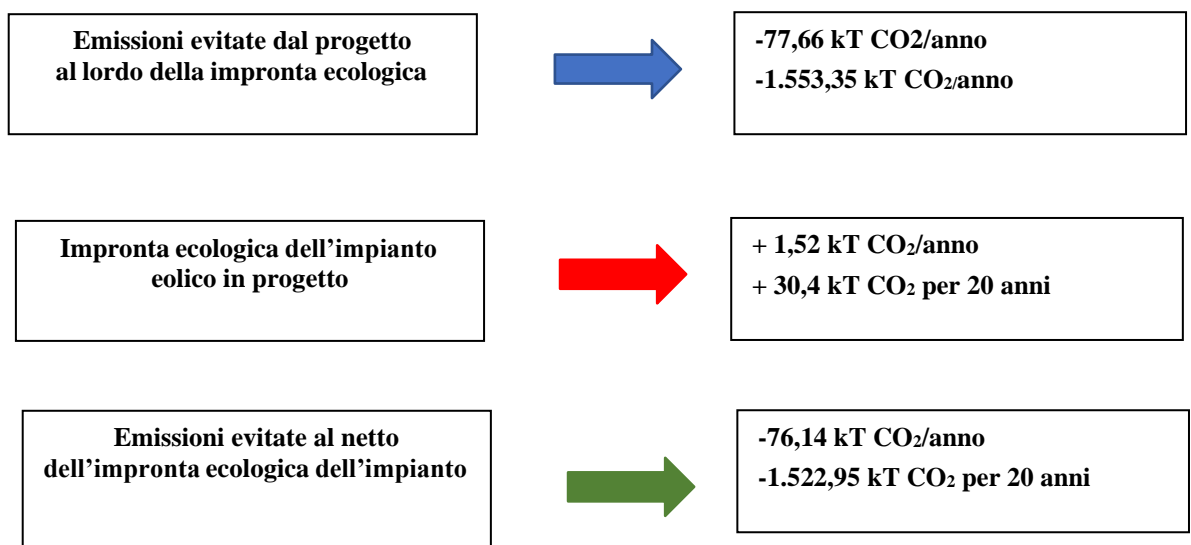 Emissioni evitate dal progetto
al lordo della impronta ecologica
-77,66 kT CO2/anno
-1.553,35 kT CO2/anno
Impronta ecologica dell’impianto
eolico in progetto
+ 1,52 kT CO2/anno
+ 30,4 kT CO2 per 20 anni
Emissioni evitate al netto
dell’impronta ecologica dell’impianto
-76,14 kT CO2/anno
-1.522,95 kT CO2 per 20 anni